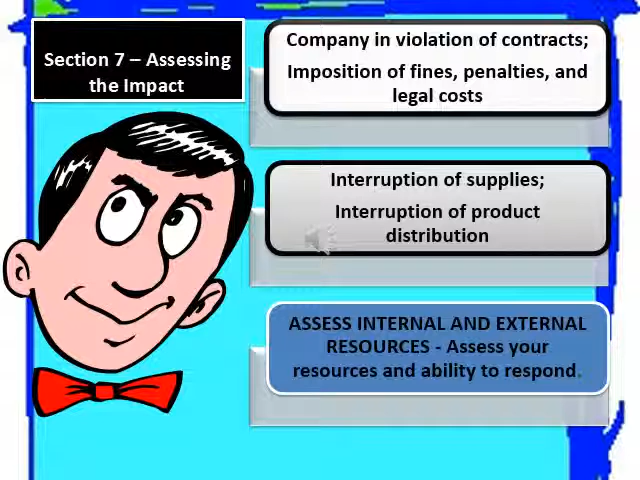 Section 7 – Assessing
the Impact
Company in violation of contracts;
Imposition of fines, penalties, and
legal costs
Interruption of supplies;
Interruption of product
distribution
ASSESS INTERNAL AND EXTERNAL
RESOURCES - Assess your
resources and ability to respond.